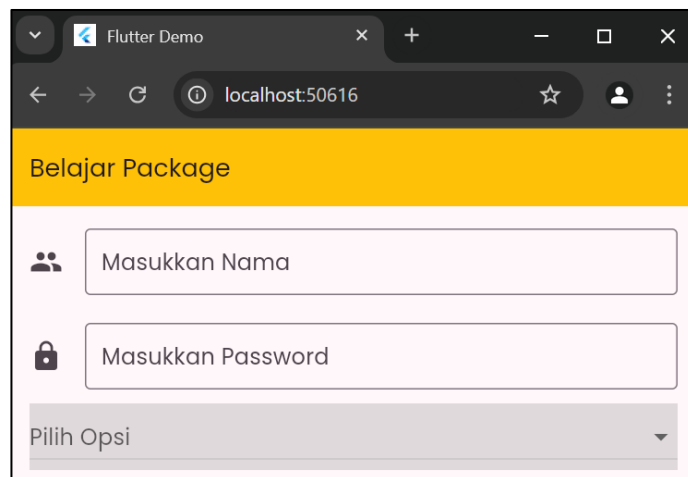 Flutter Demo
localhost:50616
Belajar Package
Masukkan Nama
Masukkan Password
Pilih Opsi